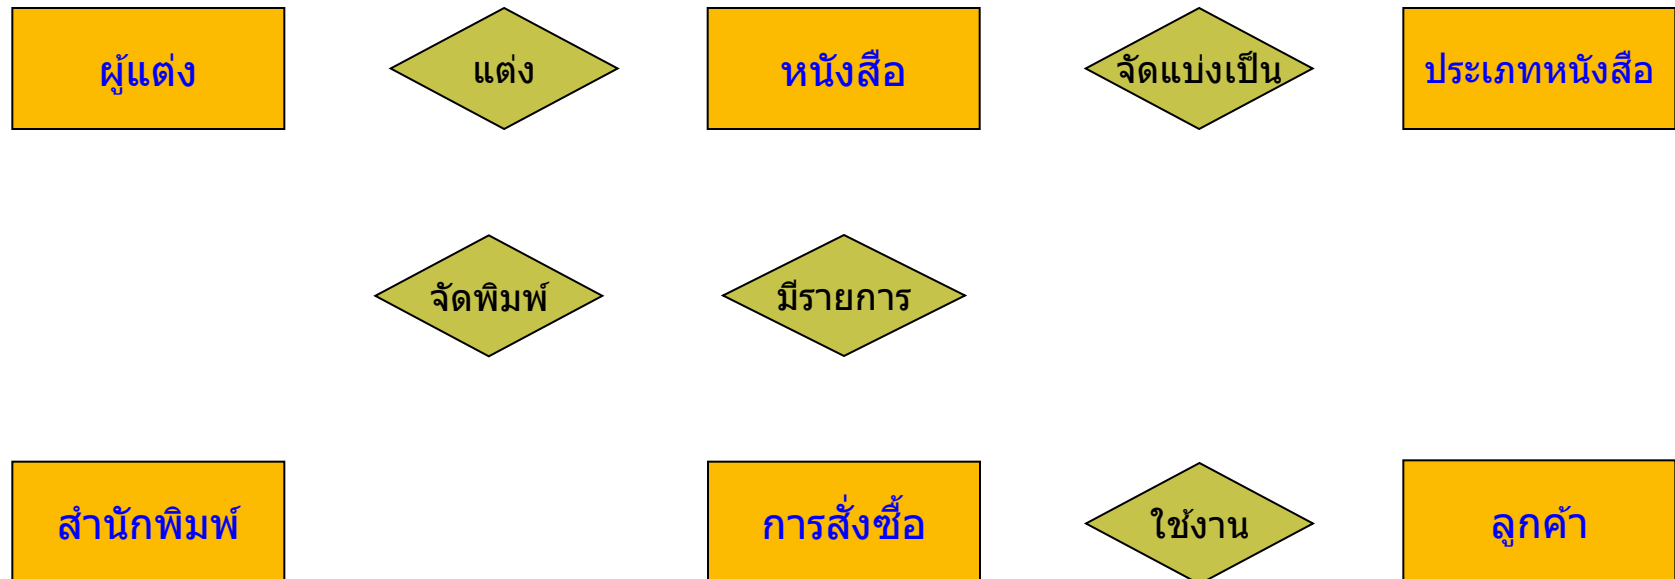 ผู้แต่ง
แต่ง
หนังสือ
จัดแบ่งเป็น
ประเภทหนังสือ
จัดพิมพ์
มีรายการ
สำนักพิมพ์
การสั่งซื้อ
ใช้งาน
ลูกค้า